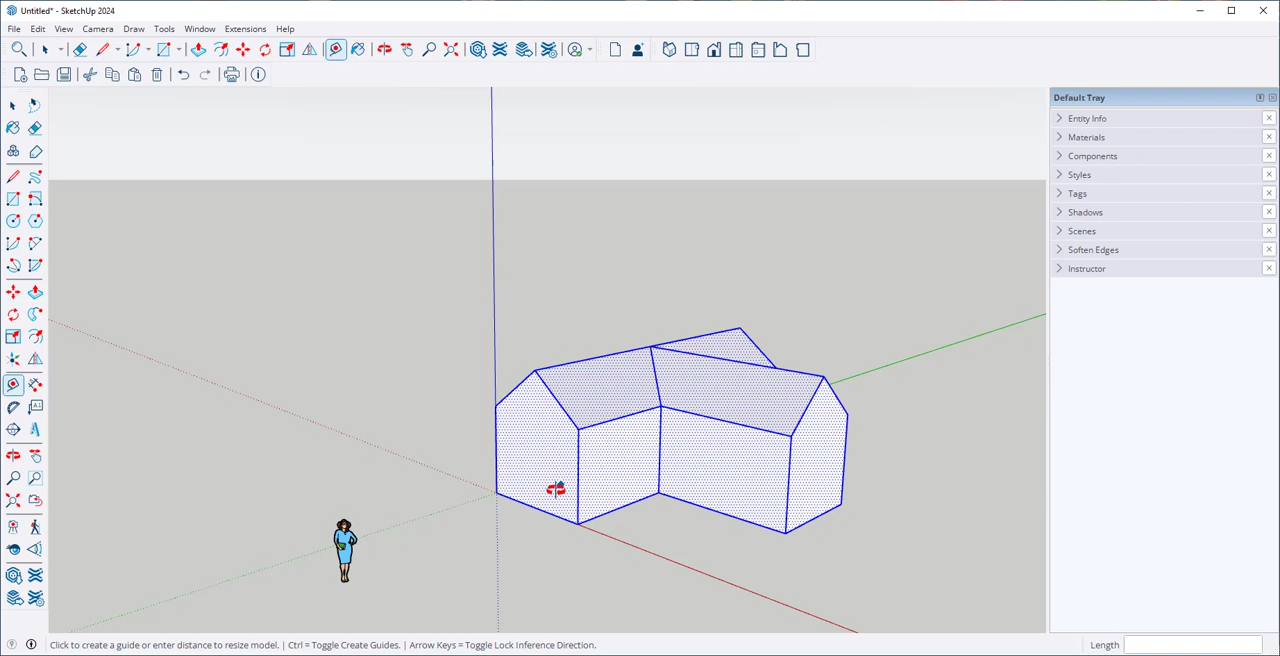 Untitled* - SketchUp 2024
File Edit View Camera Draw Tools Window Extensions Help
Default Tray
Entity Info
Materials
Components
Styles
Tags
Shadows
Scenes
Soften Edges
Instructor
Click to create a guide or enter distance to resize model. | Ctrl = Toggle Create Guides. | Arrow Keys = Toggle Lock Inference Direction.
Length